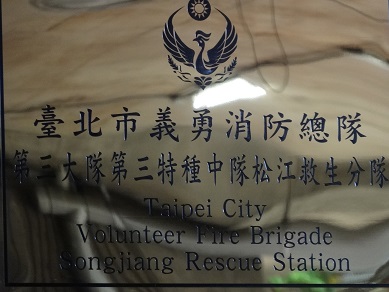 臺北市義勇消防總隊
第三大隊第三特種中隊松江救生分隊
Taipei City
Volunteer Fire Brigade
Songjiang Rescue Station